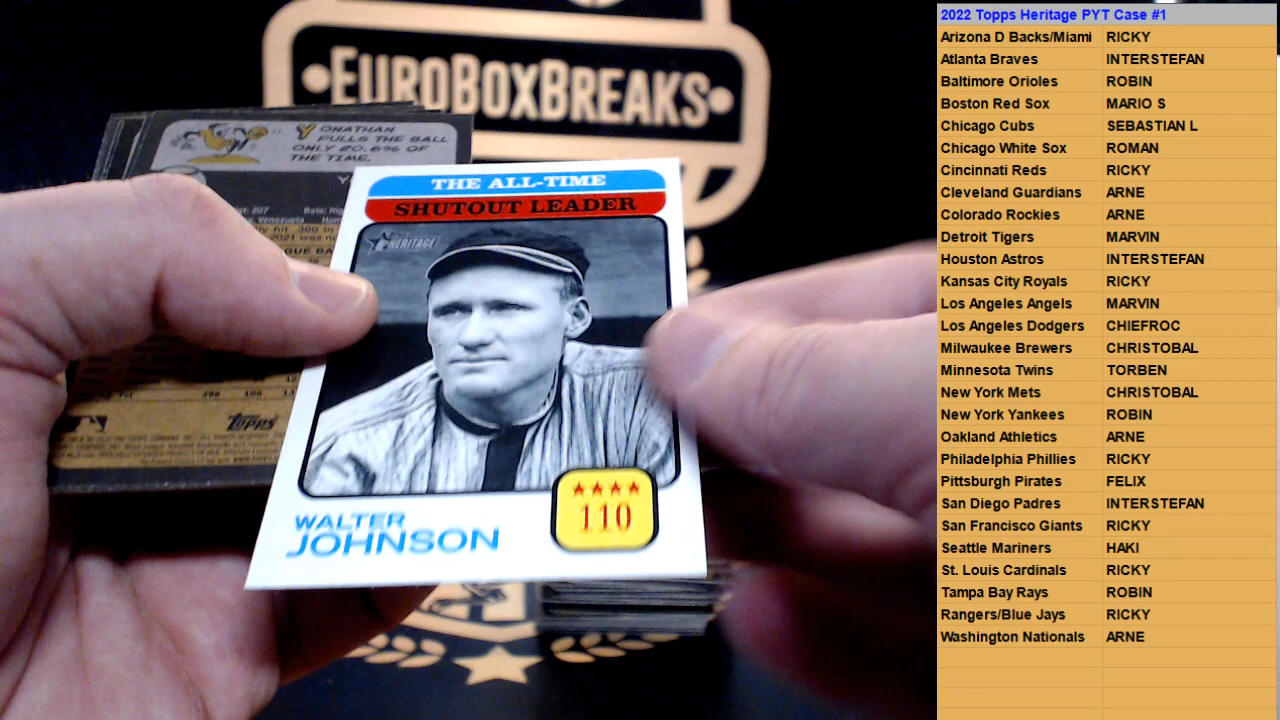 EUROBOXBREAKS
YONATHAN
PULLS THE BALL
ONLY 20.6% OF
THE TIME.
Topps
THE ALL-TIME
SHUTOUT LEADER
HERITAGE
110
WALTER
JOHNSON
2022 Topps Heritage PYT Case #1
Arizona D Backs/Miami RICKY
Atlanta Braves INTERSTEFAN
Baltimore Orioles ROBIN
Boston Red Sox MARIO S
Chicago Cubs SEBASTIAN L
Chicago White Sox ROMAN
Cincinnati Reds RICKY
Cleveland Guardians ARNE
Colorado Rockies ARNE
Detroit Tigers MARVIN
Houston Astros INTERSTEFAN
Kansas City Royals RICKY
Los Angeles Angels MARVIN
Los Angeles Dodgers CHIEFROC
Milwaukee Brewers CHRISTOBAL
Minnesota Twins TORBEN
New York Mets CHRISTOBAL
New York Yankees ROBIN
Oakland Athletics ARNE
Philadelphia Phillies RICKY
Pittsburgh Pirates FELIX
San Diego Padres INTERSTEFAN
San Francisco Giants RICKY
Seattle Mariners HAKI
St. Louis Cardinals RICKY
Tampa Bay Rays ROBIN
Rangers/Blue Jays RICKY
Washington Nationals ARNE